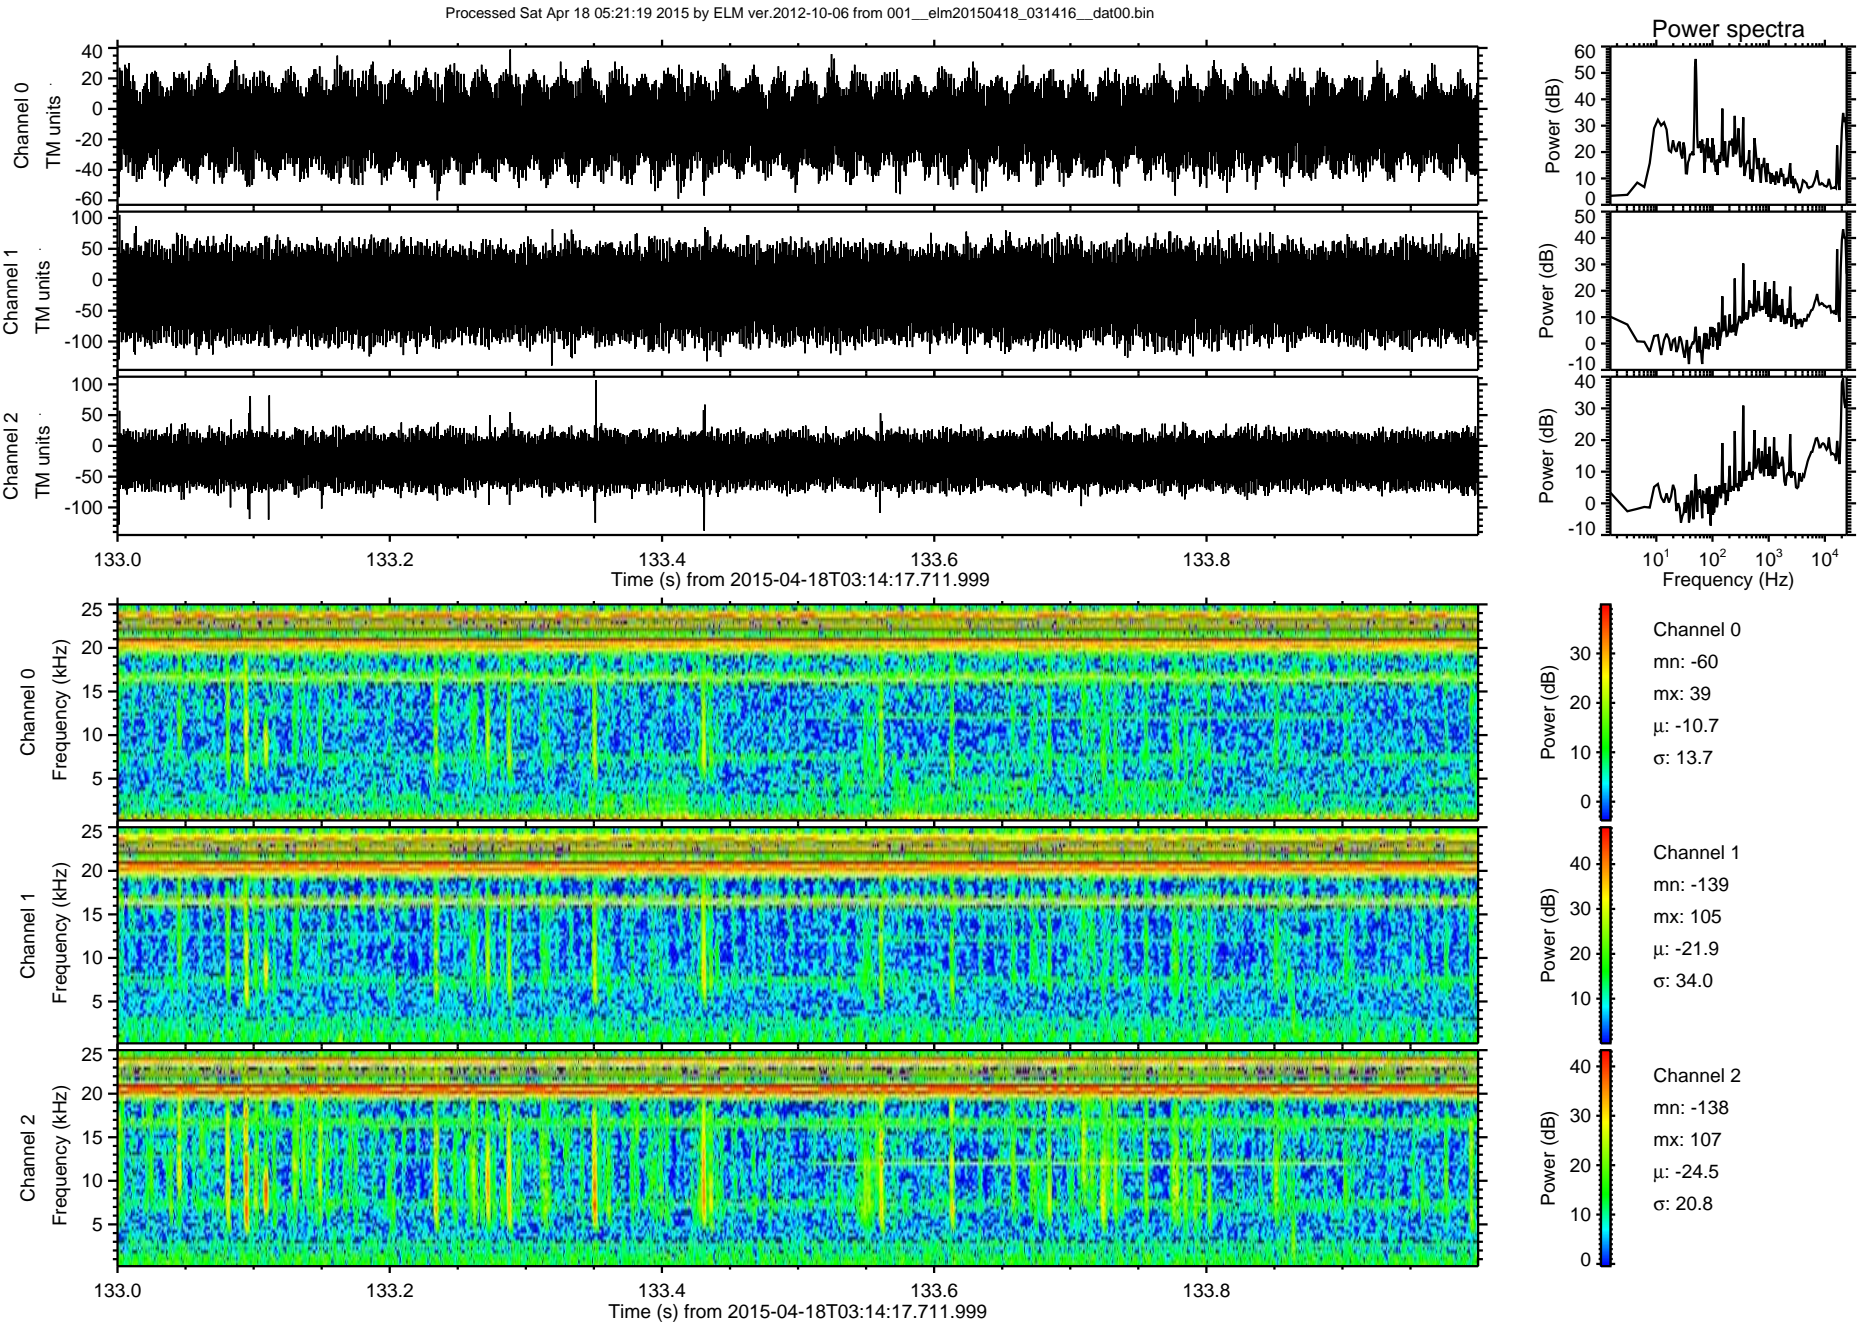 Processed Sat Apr 18 05:21:19 2015 by ELM ver.2012-10-06 from 001__elm20150418_031416__dat00.bin
Power spectra
Channel 0
TM units
40
20
0
-20
-40
-60
Power (dB)
60
50
40
30
20
10
0
Channel 1
TM units
100
50
0
-50
-100
Power (dB)
50
40
30
20
10
0
-10
Channel 2
TM units
100
50
0
-50
-100
Power (dB)
40
30
20
10
0
-10
133.0 133.2 133.4 133.6 133.8
Time (s) from 2015-04-18T03:14:17.711.999
10¹ 10² 10³ 10⁴
Frequency (Hz)
Channel 0
Frequency (kHz)
25
20
15
10
5
Power (dB)
30
20
10
0
Channel 0
mn: -60
mx: 39
μ: -10.7
σ: 13.7
Channel 1
Frequency (kHz)
25
20
15
10
5
Power (dB)
40
30
20
10
Channel 1
mn: -139
mx: 105
μ: -21.9
σ: 34.0
Channel 2
Frequency (kHz)
25
20
15
10
5
Power (dB)
40
30
20
10
0
Channel 2
mn: -138
mx: 107
μ: -24.5
σ: 20.8
133.0 133.2 133.4 133.6 133.8
Time (s) from 2015-04-18T03:14:17.711.999